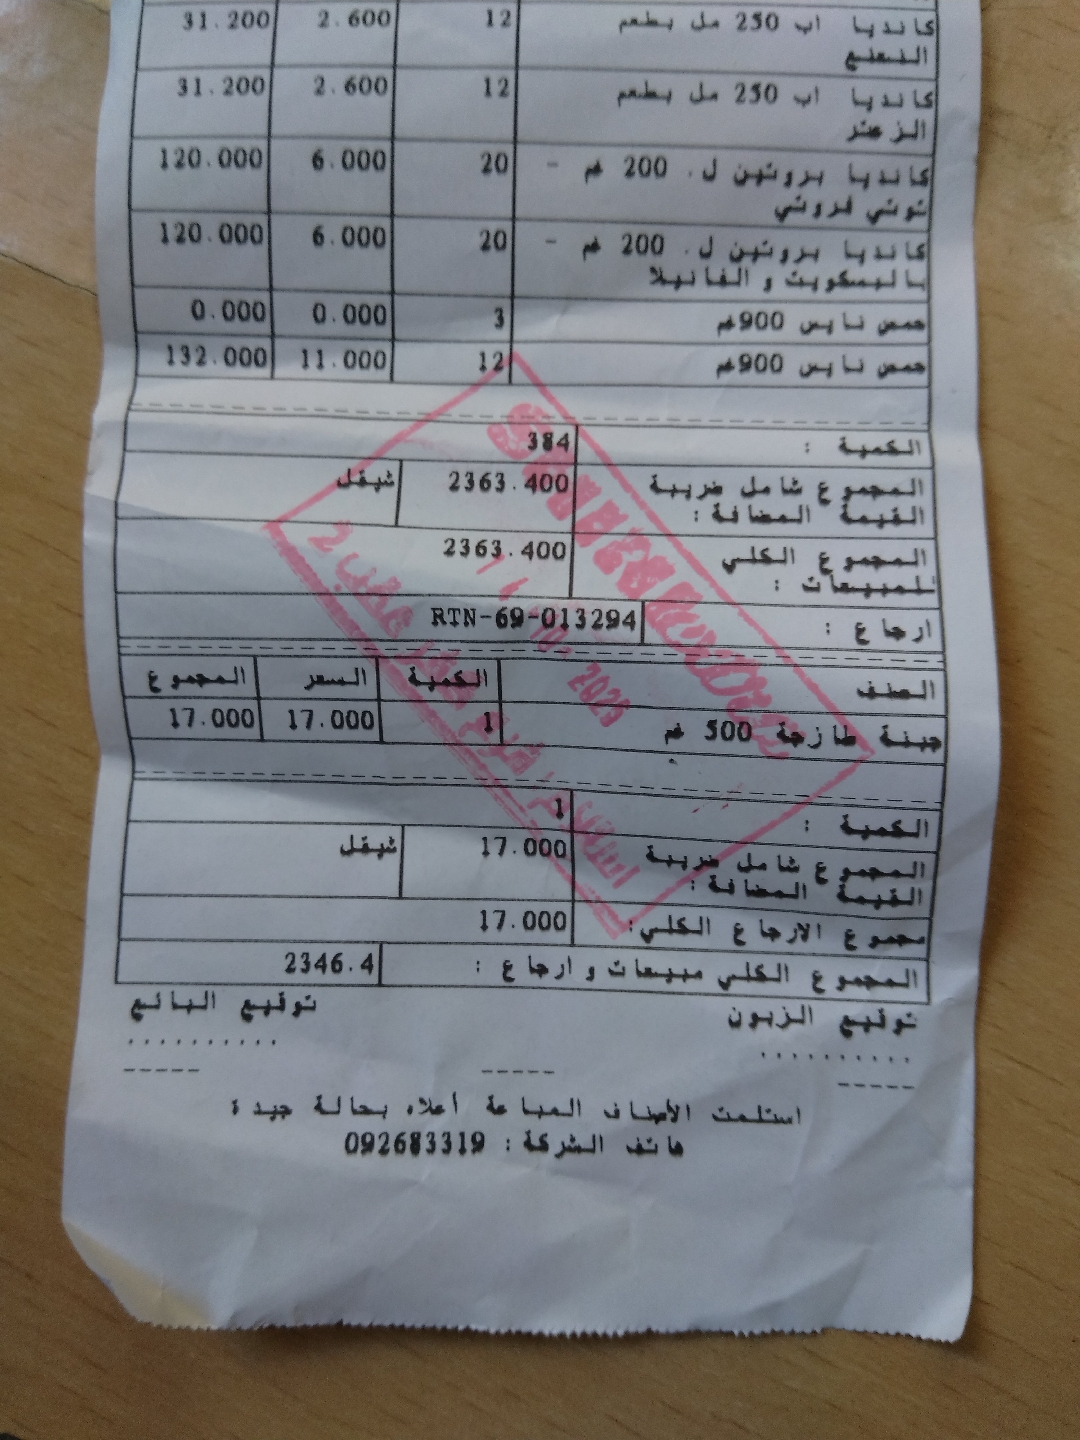 كانديا اب 250 مل بطعم 12 2.600 31.200
النعنع
كانديا اب 250 مل بطعم 12 2.600 31.200
الزعتر
كانديا بروتين ل. 200 غم - 20 6.000 120.000
توتي فروتي
كانديا بروتين ل. 200 غم - 20 6.000 120.000
بالبسكويت و الفانيلا
حمص نايس 900غم 3 0.000 0.000
حمص نايس 900غم 12 11.000 132.000
الكمية : 384
المجموع شامل ضريبة 2363.400 شيقل
القيمة المضافة :
المجموع الكلي 2363.400
للمبيعات :
ارجاع : RTN-69-013294
الصنف الكمية السعر المجموع
جبنة طازجة 500 غم 1 17.000 17.000
الكمية : 1
المجموع شامل ضريبة 17.000 شيقل
القيمة المضافة :
مجموع الارجاع الكلي: 17.000
المجموع الكلي مبيعات و ارجاع : 2346.4
توقيع الزبون توقيع البائع
.......... ..........
----- ----- -----
استلمت الأصناف المباعة أعلاه بحالة جيدة
هاتف الشركة : 092683319